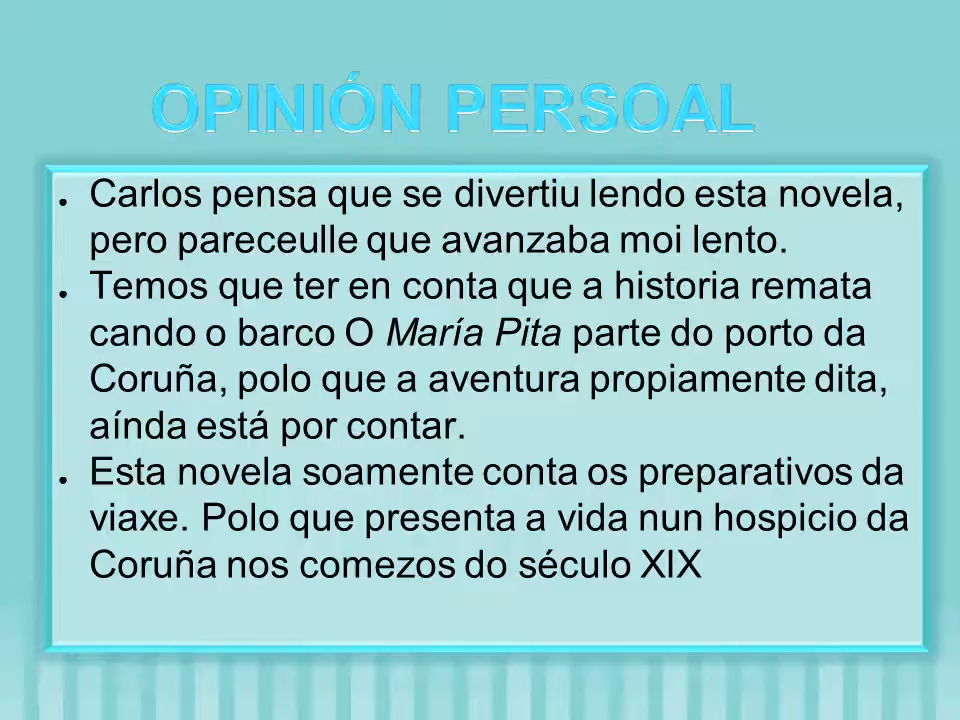 OPINIÓN PERSOAL
● Carlos pensa que se divertiu lendo esta novela,
pero pareceulle que avanzaba moi lento.
● Temos que ter en conta que a historia remata
cando o barco O María Pita parte do porto da
Coruña, polo que a aventura propiamente dita,
aínda está por contar.
● Esta novela soamente conta os preparativos da
viaxe. Polo que presenta a vida nun hospicio da
Coruña nos comezos do século XIX